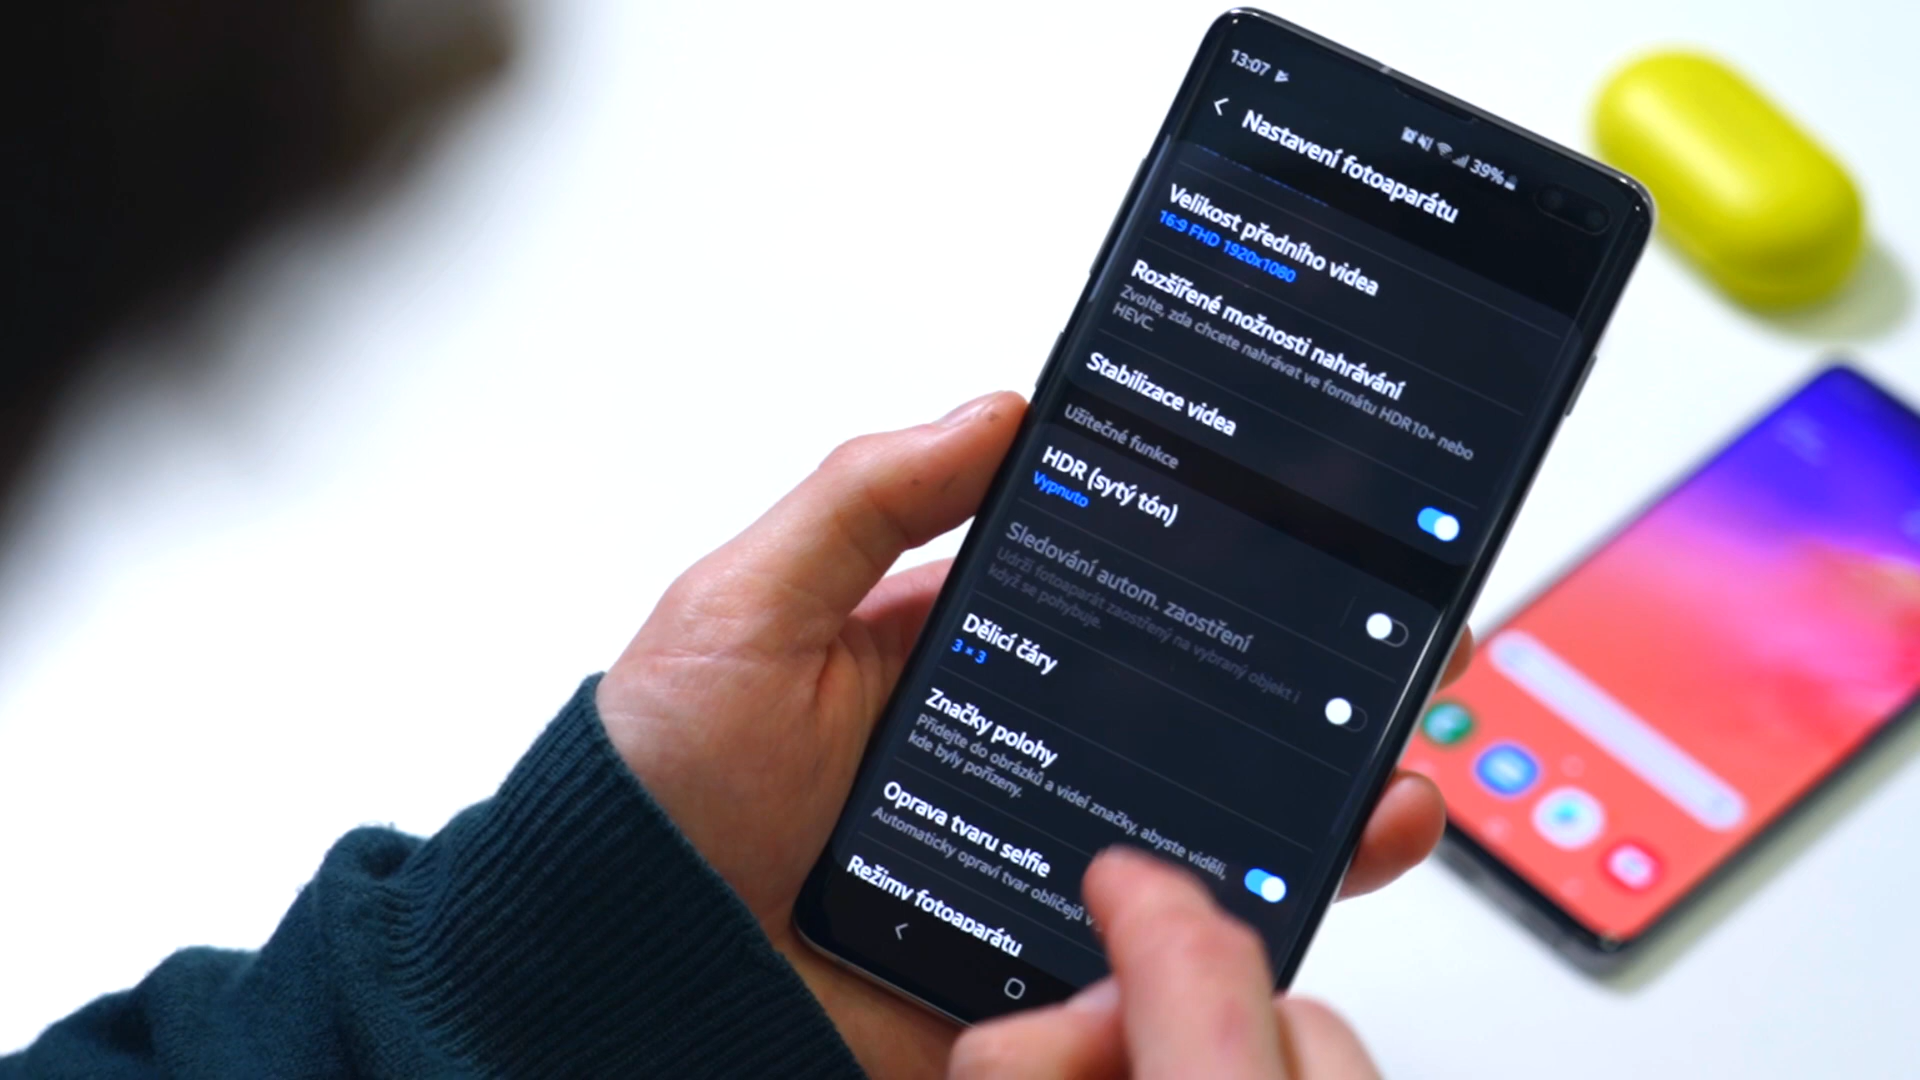 13:07
39%
Nastavení fotoaparátu
Velikost předního videa
16:9 FHD 1920x1080
Rozšířené možnosti nahrávání
Zvolte, zda chcete nahrávat ve formátu HDR10+ nebo
HEVC.
Stabilizace videa
Užitečné funkce
HDR (sytý tón)
Vypnuto
Sledování autom. zaostření
Udrží fotoaparát zaostřený na vybraný objekt i
když se pohybuje.
Dělicí čáry
3 × 3
Značky polohy
Přidejte do obrázků a videí značky, abyste viděli,
kde byly pořízeny.
Oprava tvaru selfie
Automaticky opraví tvar obličejů v
Režimy fotoaparátu